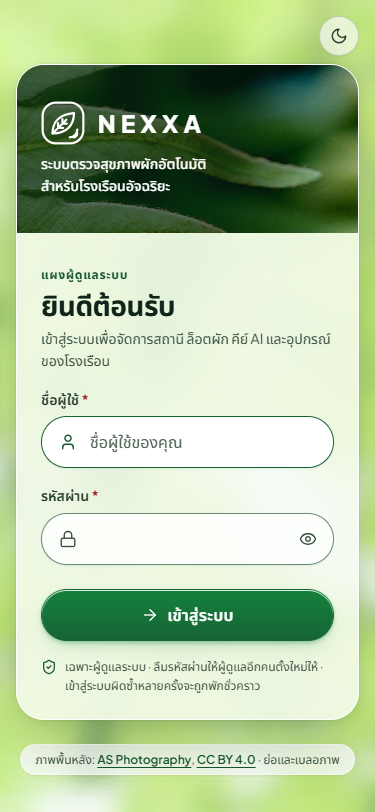 NEXXA
ระบบตรวจสุขภาพผักอัตโนมัติ
สำหรับโรงเรือนอัจฉริยะ
แผงผู้ดูแลระบบ
ยินดีต้อนรับ
เข้าสู่ระบบเพื่อจัดการสถานี ล็อตผัก คีย์ AI และอุปกรณ์
ของโรงเรือน
ชื่อผู้ใช้ *
ชื่อผู้ใช้ของคุณ
รหัสผ่าน *
เข้าสู่ระบบ
เฉพาะผู้ดูแลระบบ · ลืมรหัสผ่านให้ผู้ดูแลอีกคนตั้งใหม่ให้ ·
เข้าสู่ระบบผิดซ้ำหลายครั้งจะถูกพักชั่วคราว
ภาพพื้นหลัง: AS Photography, CC BY 4.0 · ย่อและเบลอภาพ